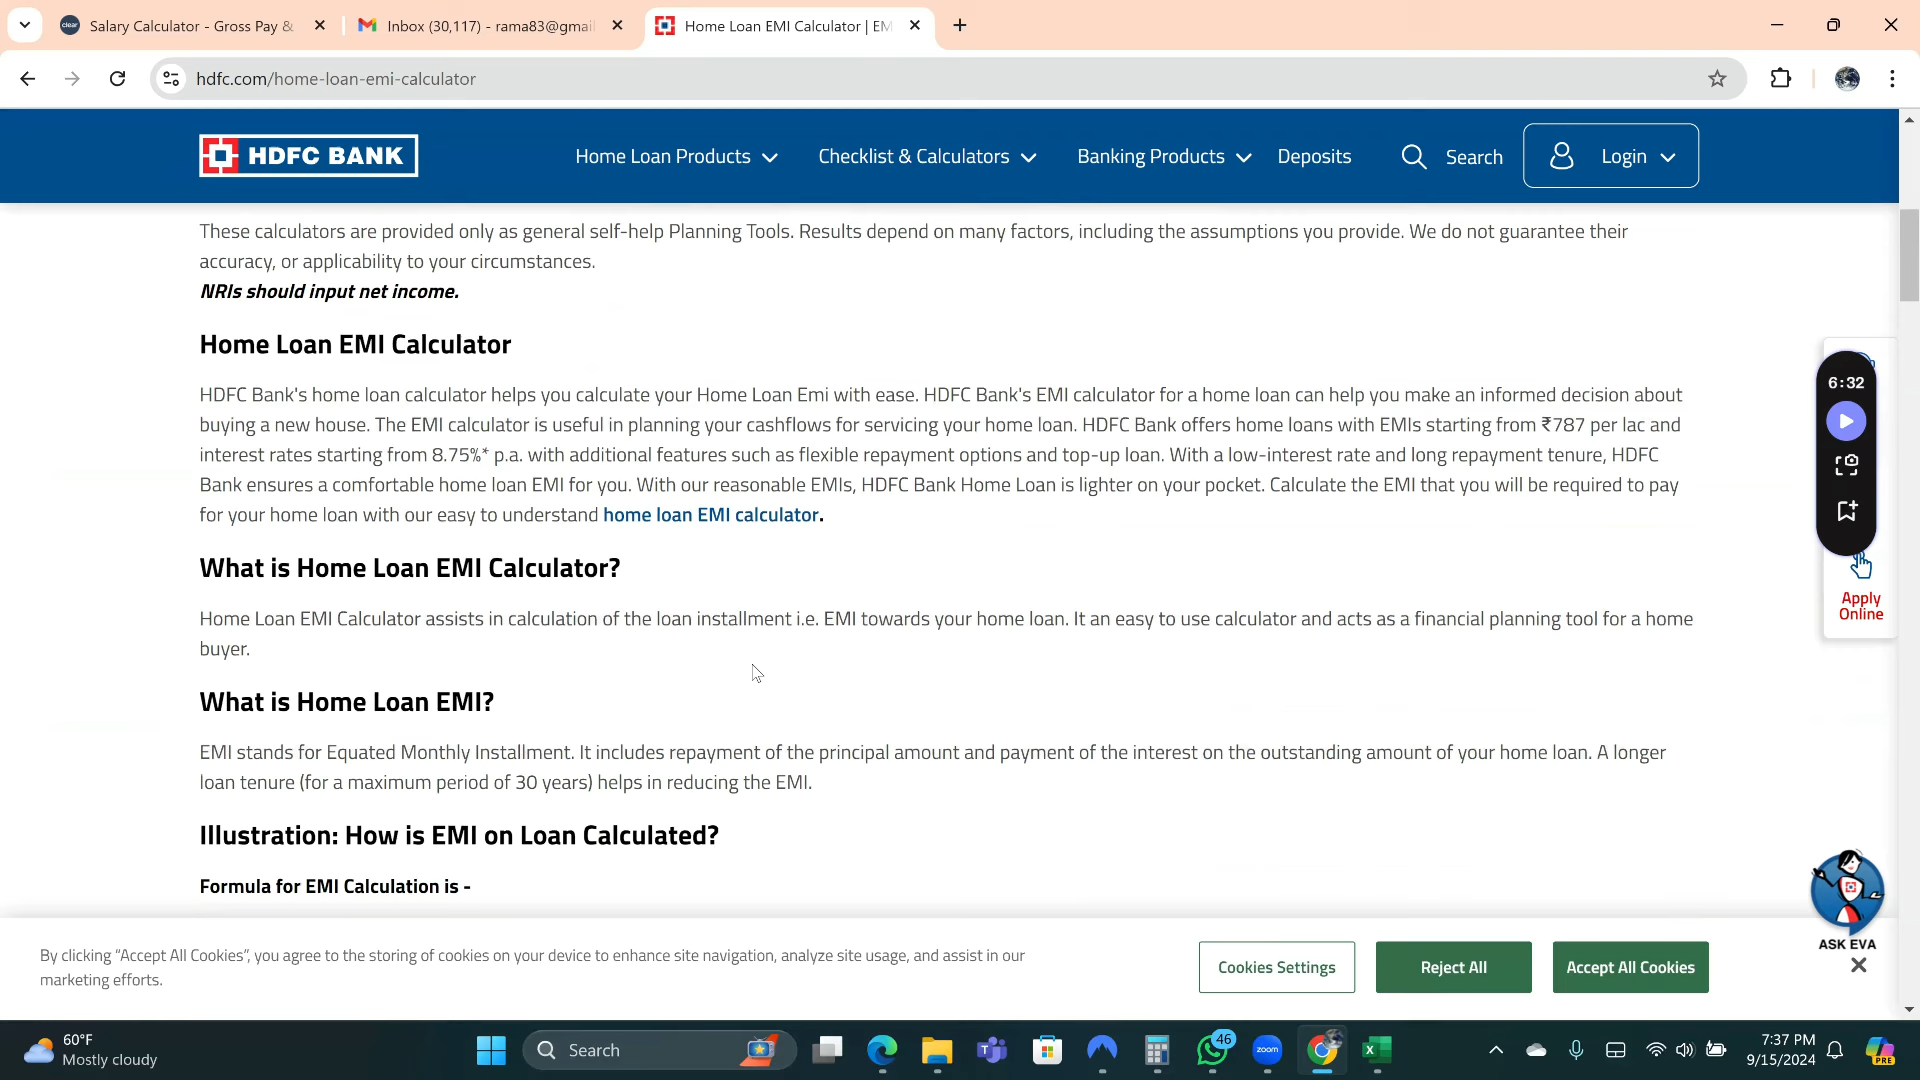 Salary Calculator - Gross Pay &
Inbox (30,117) - rama83@gmai
Home Loan EMI Calculator | EM
hdfc.com/home-loan-emi-calculator
HDFC BANK
Home Loan Products
Checklist & Calculators
Banking Products
Deposits
Search
Login
These calculators are provided only as general self-help Planning Tools. Results depend on many factors, including the assumptions you provide. We do not guarantee their
accuracy, or applicability to your circumstances.
NRIs should input net income.
Home Loan EMI Calculator
HDFC Bank's home loan calculator helps you calculate your Home Loan Emi with ease. HDFC Bank's EMI calculator for a home loan can help you make an informed decision about
buying a new house. The EMI calculator is useful in planning your cashflows for servicing your home loan. HDFC Bank offers home loans with EMIs starting from ₹787 per lac and
interest rates starting from 8.75%* p.a. with additional features such as flexible repayment options and top-up loan. With a low-interest rate and long repayment tenure, HDFC
Bank ensures a comfortable home loan EMI for you. With our reasonable EMIs, HDFC Bank Home Loan is lighter on your pocket. Calculate the EMI that you will be required to pay
for your home loan with our easy to understand home loan EMI calculator.
6:32
What is Home Loan EMI Calculator?
Home Loan EMI Calculator assists in calculation of the loan installment i.e. EMI towards your home loan. It an easy to use calculator and acts as a financial planning tool for a home
buyer.
Apply
Online
What is Home Loan EMI?
EMI stands for Equated Monthly Installment. It includes repayment of the principal amount and payment of the interest on the outstanding amount of your home loan. A longer
loan tenure (for a maximum period of 30 years) helps in reducing the EMI.
Illustration: How is EMI on Loan Calculated?
Formula for EMI Calculation is -
ASK EVA
By clicking “Accept All Cookies”, you agree to the storing of cookies on your device to enhance site navigation, analyze site usage, and assist in our
marketing efforts.
Cookies Settings
Reject All
Accept All Cookies
60°F
Mostly cloudy
Search
46
zoom
7:37 PM
9/15/2024
PRE